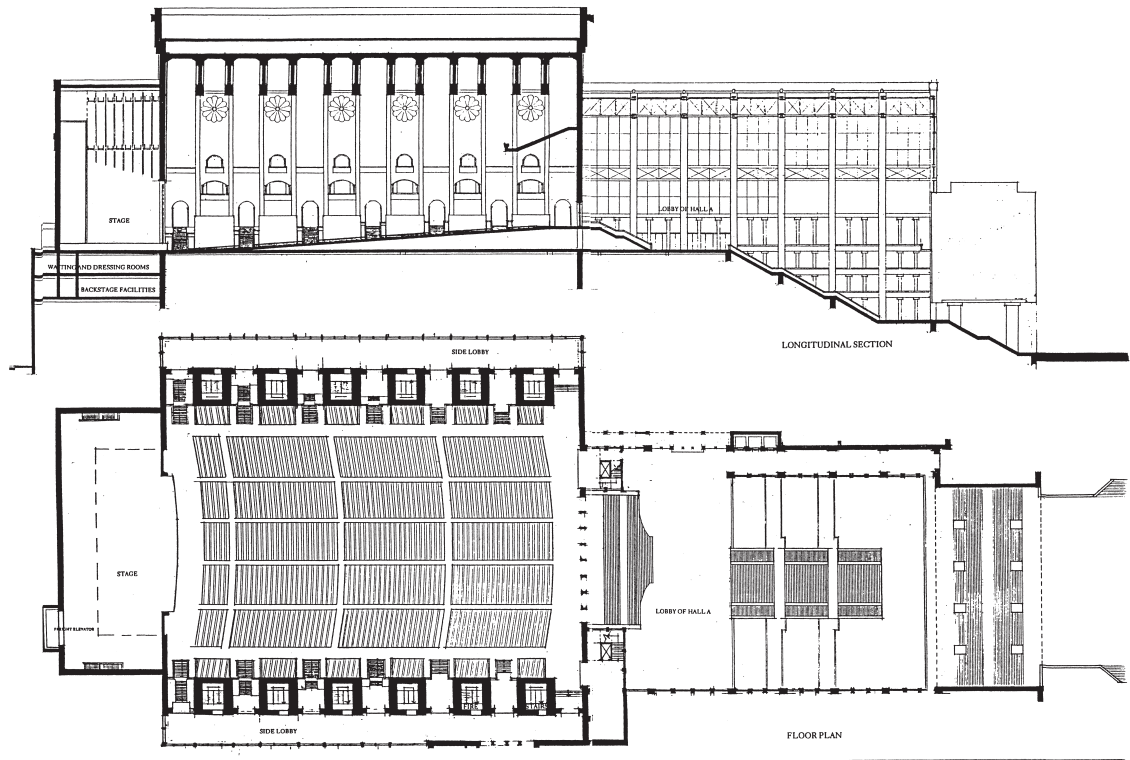 STAGE
LOBBY OF HALL A
WAITING AND DRESSING ROOMS
BACKSTAGE FACILITIES
LONGITUDINAL SECTION
SIDE LOBBY
STAGE
FREIGHT ELEVATOR
LOBBY OF HALL A
FIRE STAIRS
SIDE LOBBY
FLOOR PLAN